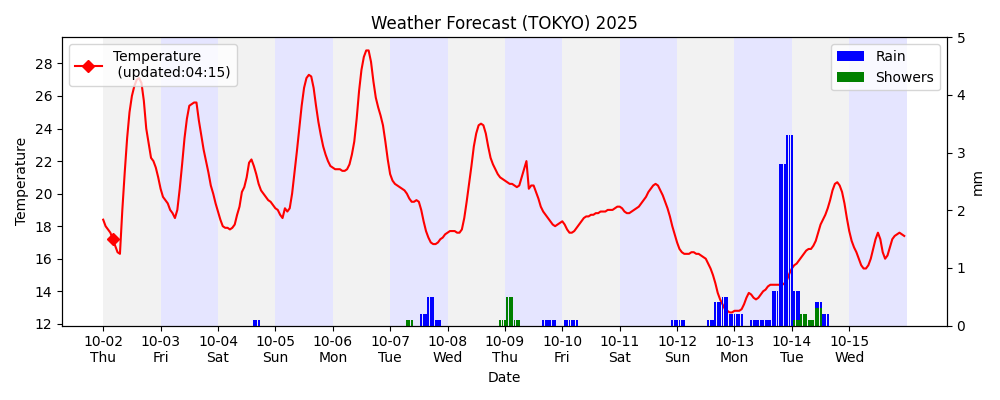 Weather Forecast (TOKYO) 2025
Temperature
(updated:04:15)
Rain
Showers
Temperature
28
26
24
22
20
18
16
14
12
5
4
3
2
1
0
mm
10-02 10-03 10-04 10-05 10-06 10-07 10-08 10-09 10-10 10-11 10-12 10-13 10-14 10-15
Thu Fri Sat Sun Mon Tue Wed Thu Fri Sat Sun Mon Tue Wed
Date